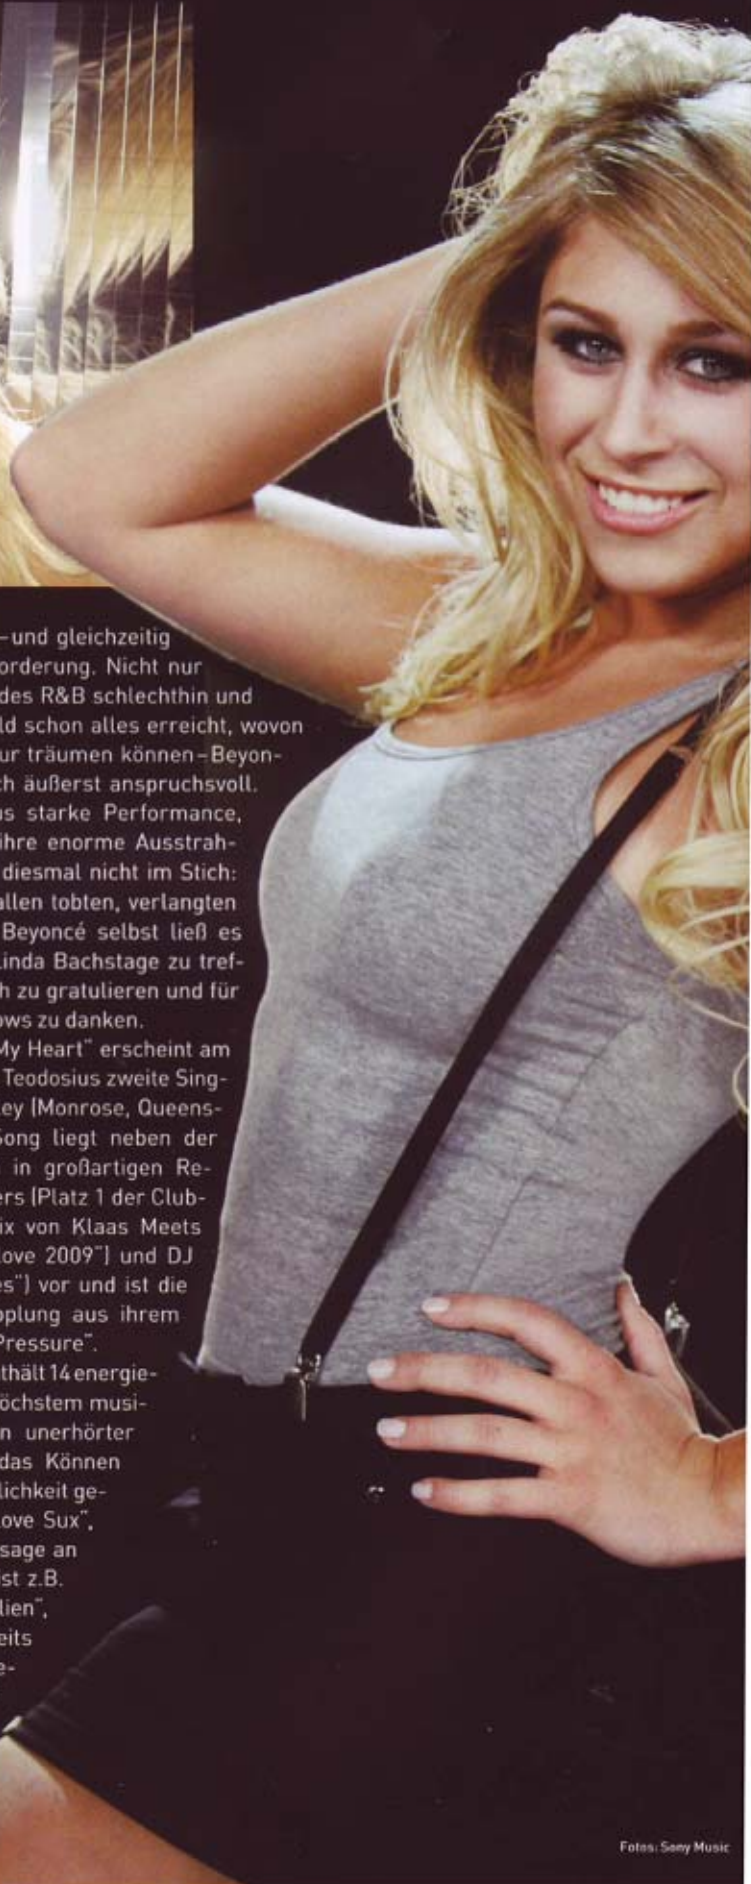 –und gleichzeitig
orderung. Nicht nur
des R&B schlechthin und
ld schon alles erreicht, wovon
ur träumen können–Beyon-
ch äußerst anspruchsvoll.
as starke Performance,
ihre enorme Ausstrah-
diesmal nicht im Stich:
allen tobten, verlangten
Beyoncé selbst ließ es
Linda Bachstage zu tref-
h zu gratulieren und für
ows zu danken.
My Heart" erscheint am
Teodosius zweite Sing-
ley (Monrose, Queens-
Song liegt neben der
in großartigen Re-
ers (Platz 1 der Club-
ix von Klaas Meets
Love 2009") und DJ
es") vor und ist die
pplung aus ihrem
Pressure".
thält 14 energie-
öchstem musi-
n unerhörter
das Können
lichkeit ge-
ove Sux",
sage an
st z.B.
lien",
eits
e-
Fotos: Sony Music